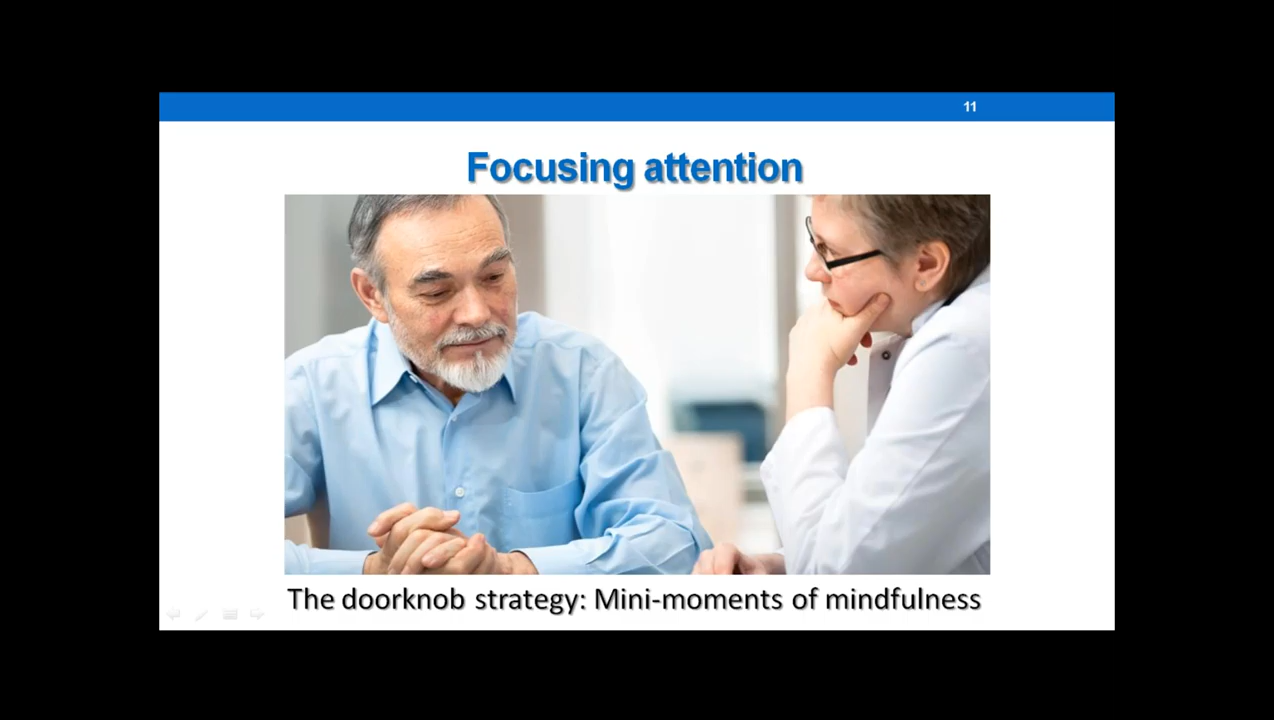 11
Focusing attention
The doorknob strategy: Mini-moments of mindfulness